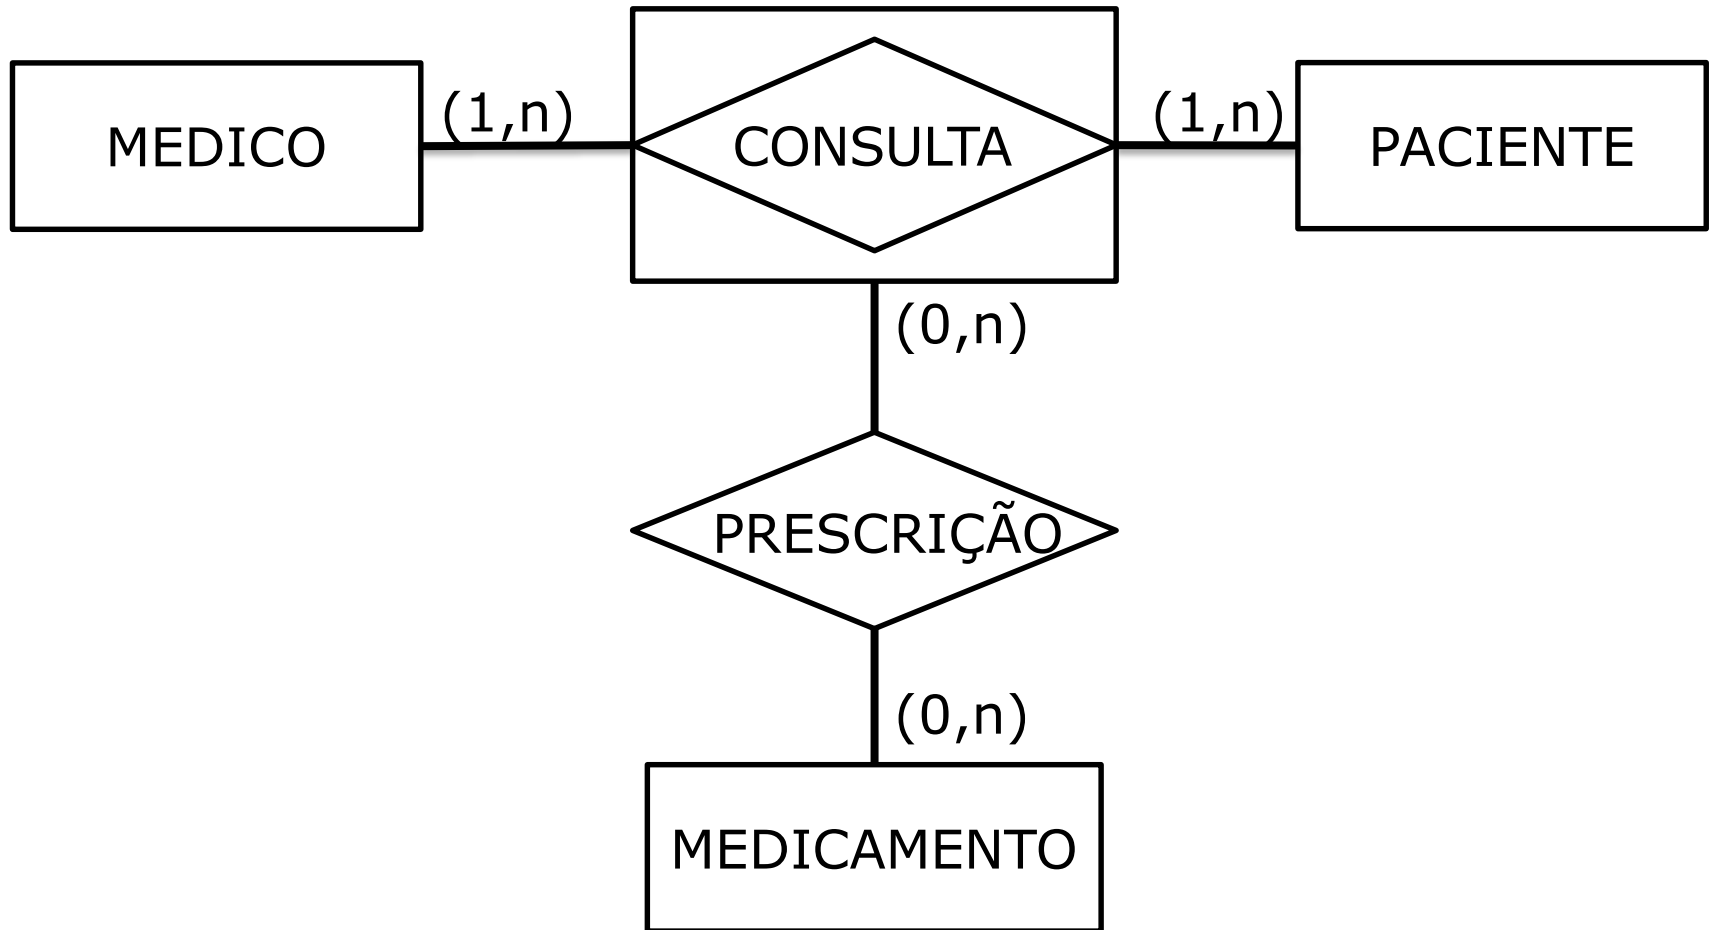 MEDICO
(1,n)
CONSULTA
(1,n)
PACIENTE
(0,n)
PRESCRIÇÃO
(0,n)
MEDICAMENTO